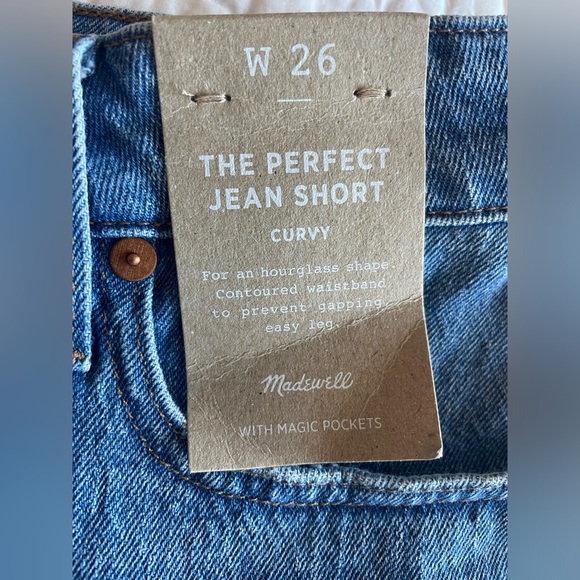 W 26
THE PERFECT
JEAN SHORT
CURVY
For an hourglass shape.
Contoured waistband
to prevent gapping,
easy leg.
Madewell
WITH MAGIC POCKETS